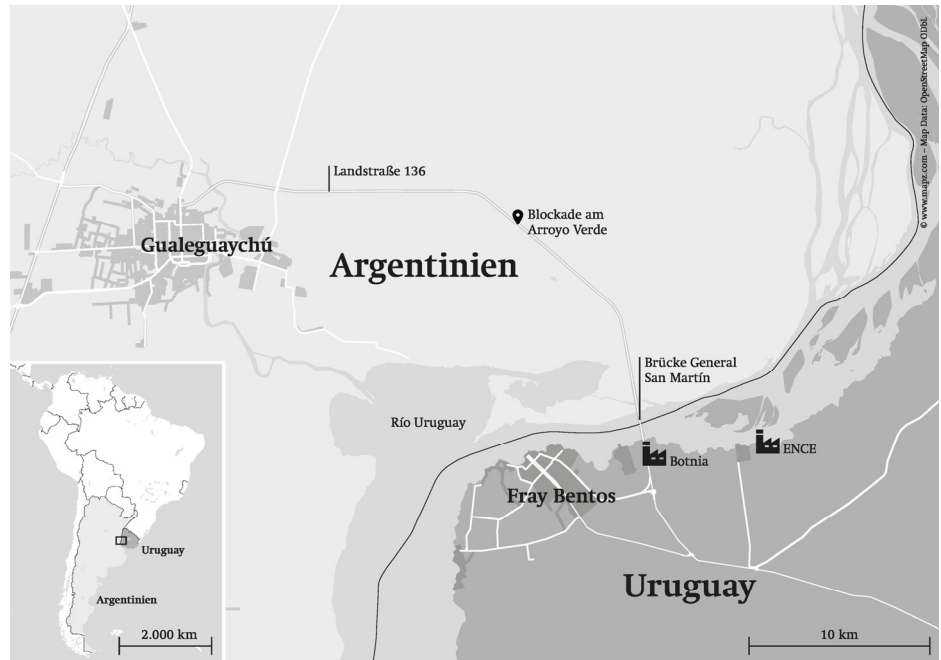 © www.mapz.com – Map Data: OpenStreetMap ODbL
Landstraße 136
Blockade am
Arroyo Verde
Gualeguaychú
Argentinien
Brücke General
San Martín
Río Uruguay
Botnia
ENCE
Fray Bentos
Uruguay
Uruguay
Argentinien
2.000 km
10 km